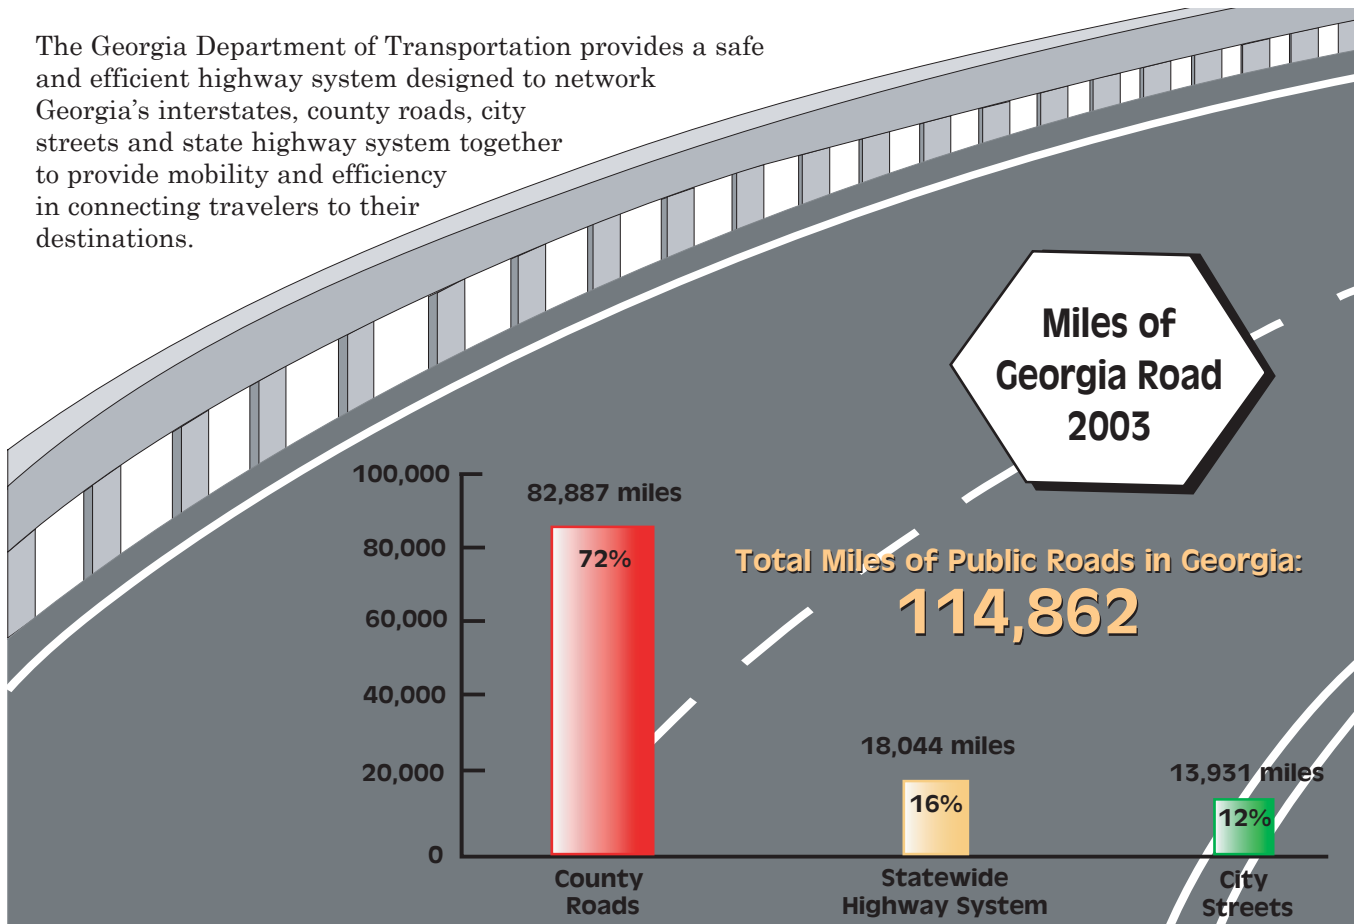 The Georgia Department of Transportation provides a safe
and efficient highway system designed to network
Georgia’s interstates, county roads, city
streets and state highway system together
to provide mobility and efficiency
in connecting travelers to their
destinations.
Miles of
Georgia Road
2003
Total Miles of Public Roads in Georgia:
114,862
100,000
80,000
60,000
40,000
20,000
0
82,887 miles
72%
18,044 miles
16%
13,931 miles
12%
County
Roads
Statewide
Highway System
City
Streets